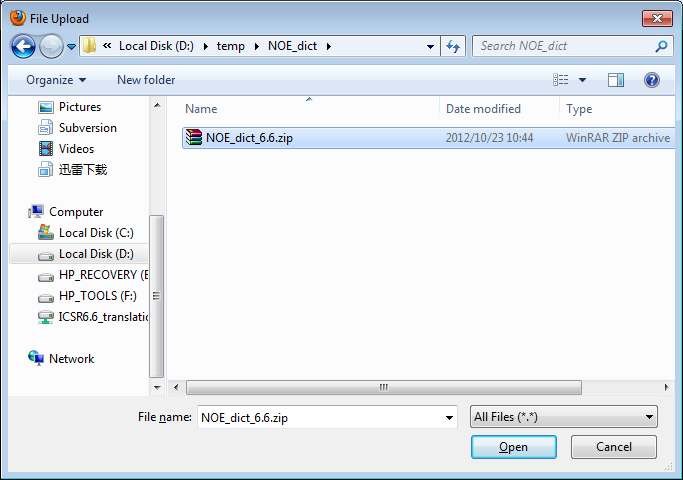 File Upload
« Local Disk (D:) ▸ temp ▸ NOE_dict ▸
Search NOE_dict
Organize
New folder
Pictures
Subversion
Videos
迅雷下载
Computer
Local Disk (C:)
Local Disk (D:)
HP_RECOVERY (E
HP_TOOLS (F:)
ICSR6.6_translatio
Network
Name Date modified Type
NOE_dict_6.6.zip 2012/10/23 10:44 WinRAR ZIP archive
File name: NOE_dict_6.6.zip
All Files (*.*)
Open Cancel